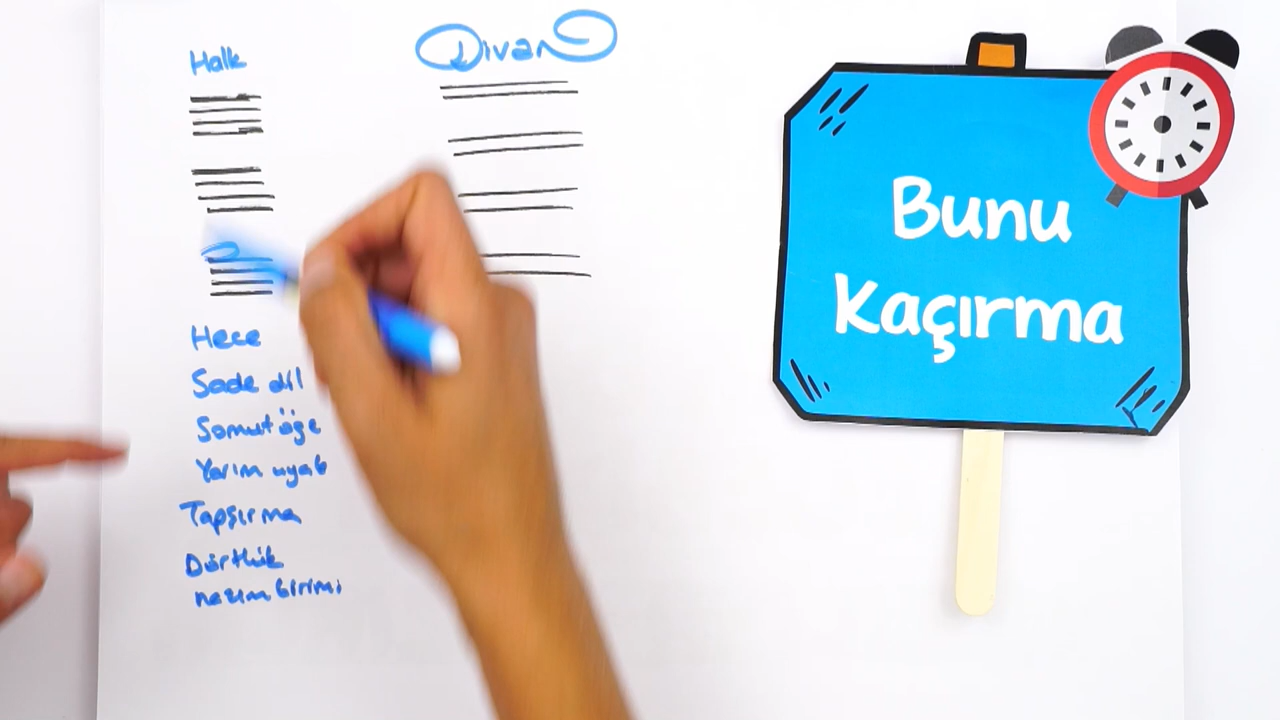 Halk
Divan
Hece
Sade dil
Somut öğe
Yarım uyak
Tapşırma
Dörtlük
nazım birimi
Bunu
Kaçırma